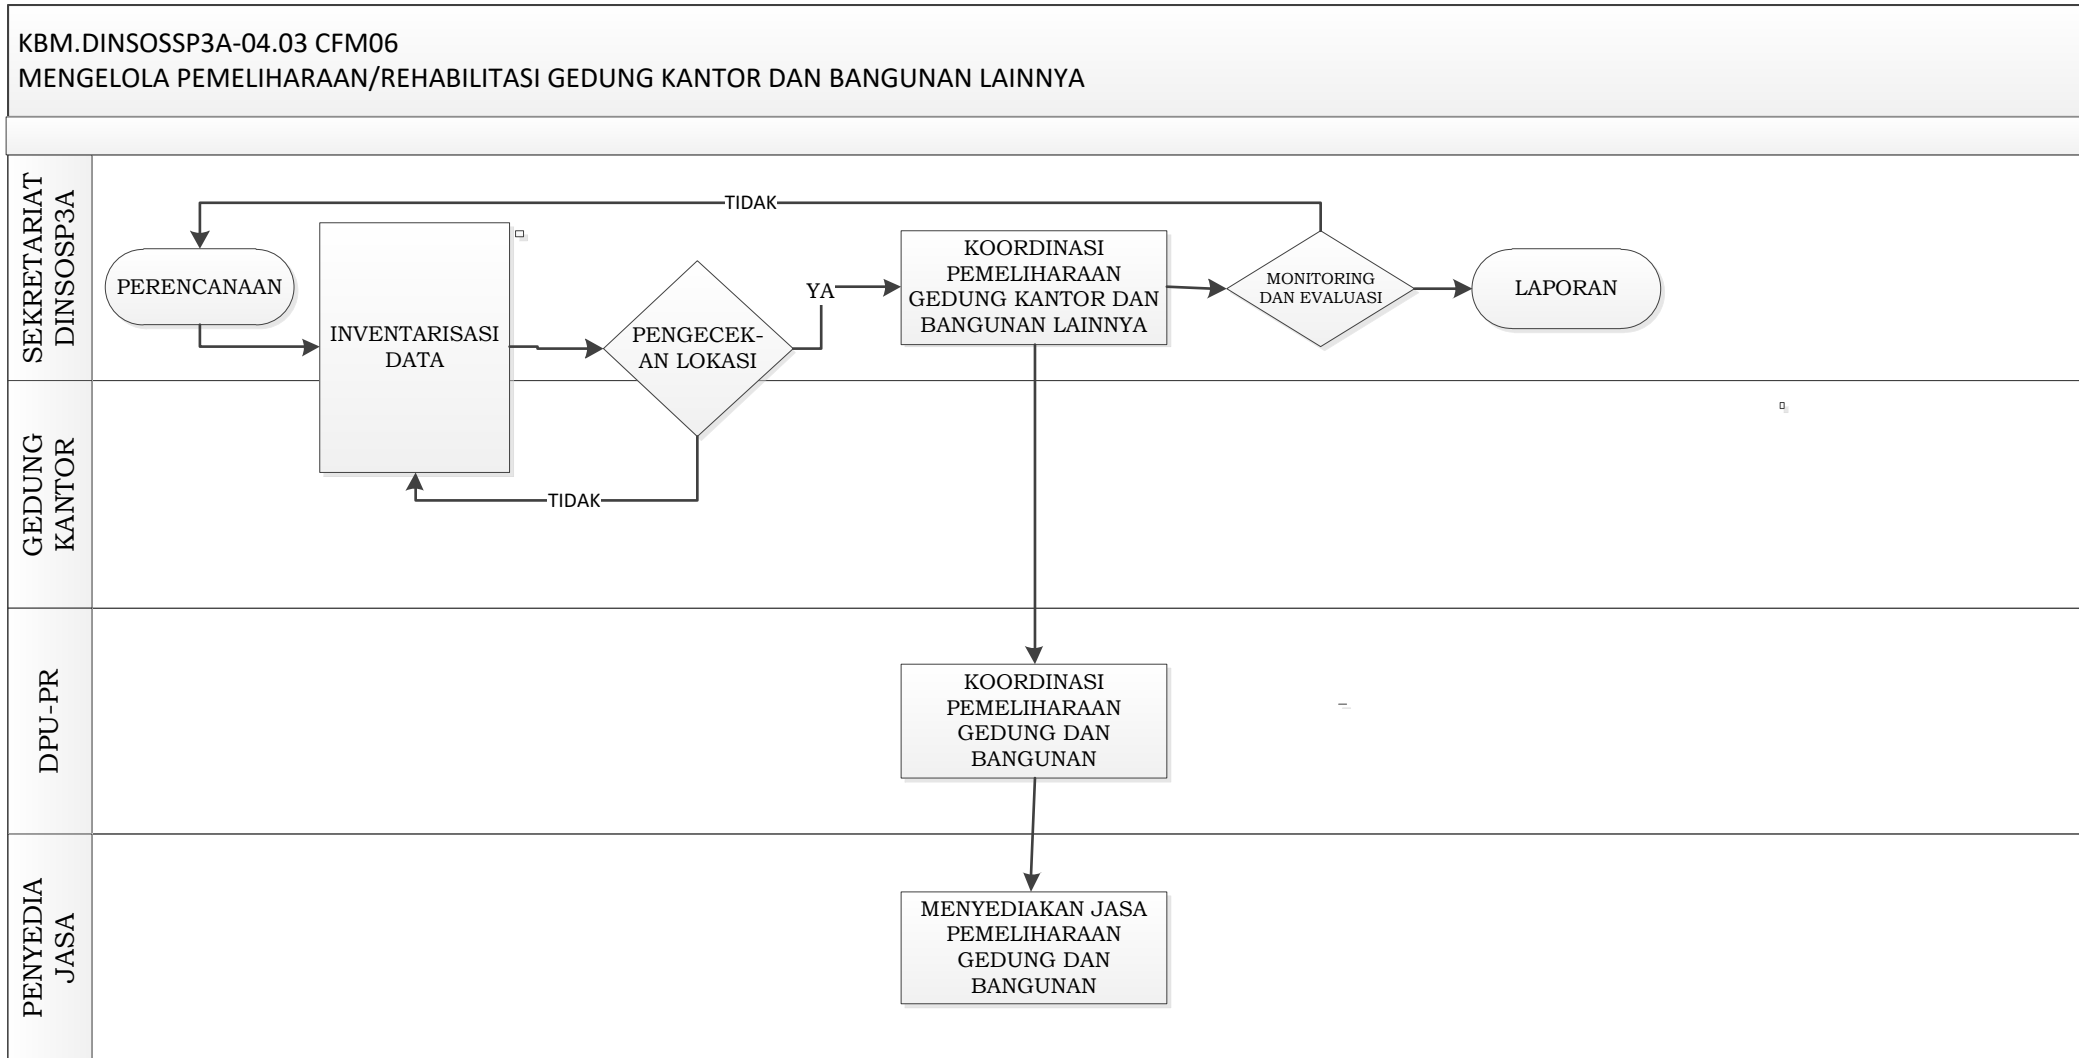 KBM.DINSOSSP3A-04.03 CFM06
MENGELOLA PEMELIHARAAN/REHABILITASI GEDUNG KANTOR DAN BANGUNAN LAINNYA
SEKRETARIAT
DINSOSP3A
TIDAK
PERENCANAAN
INVENTARISASI
DATA
PENGECEK-
AN LOKASI
YA
KOORDINASI
PEMELIHARAAN
GEDUNG KANTOR DAN
BANGUNAN LAINNYA
MONITORING
DAN EVALUASI
LAPORAN
GEDUNG
KANTOR
TIDAK
DPU-PR
KOORDINASI
PEMELIHARAAN
GEDUNG DAN
BANGUNAN
PENYEDIA
JASA
MENYEDIAKAN JASA
PEMELIHARAAN
GEDUNG DAN
BANGUNAN